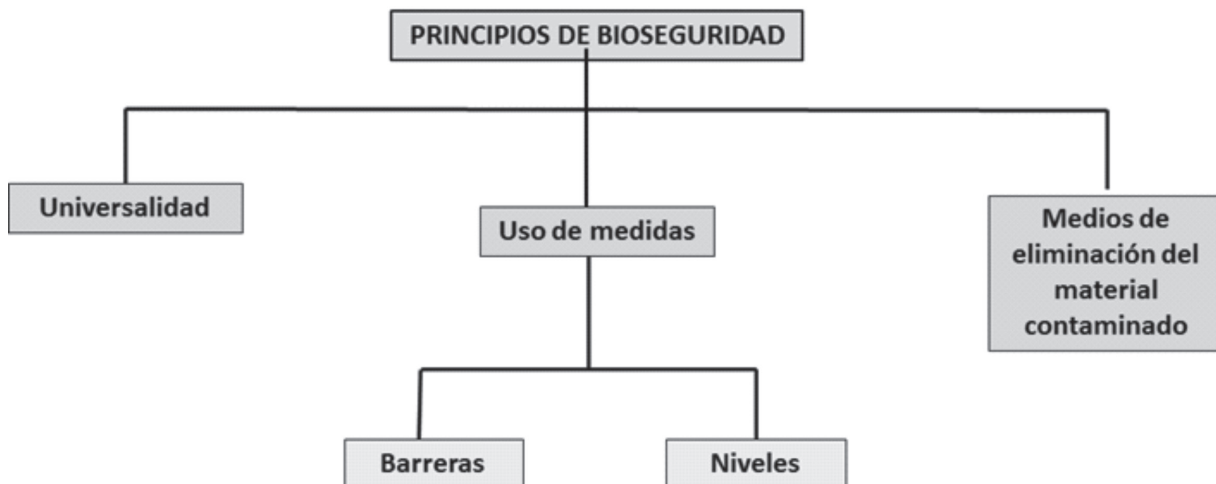 PRINCIPIOS DE BIOSEGURIDAD
Universalidad
Uso de medidas
Medios de
eliminación del
material
contaminado
Barreras
Niveles